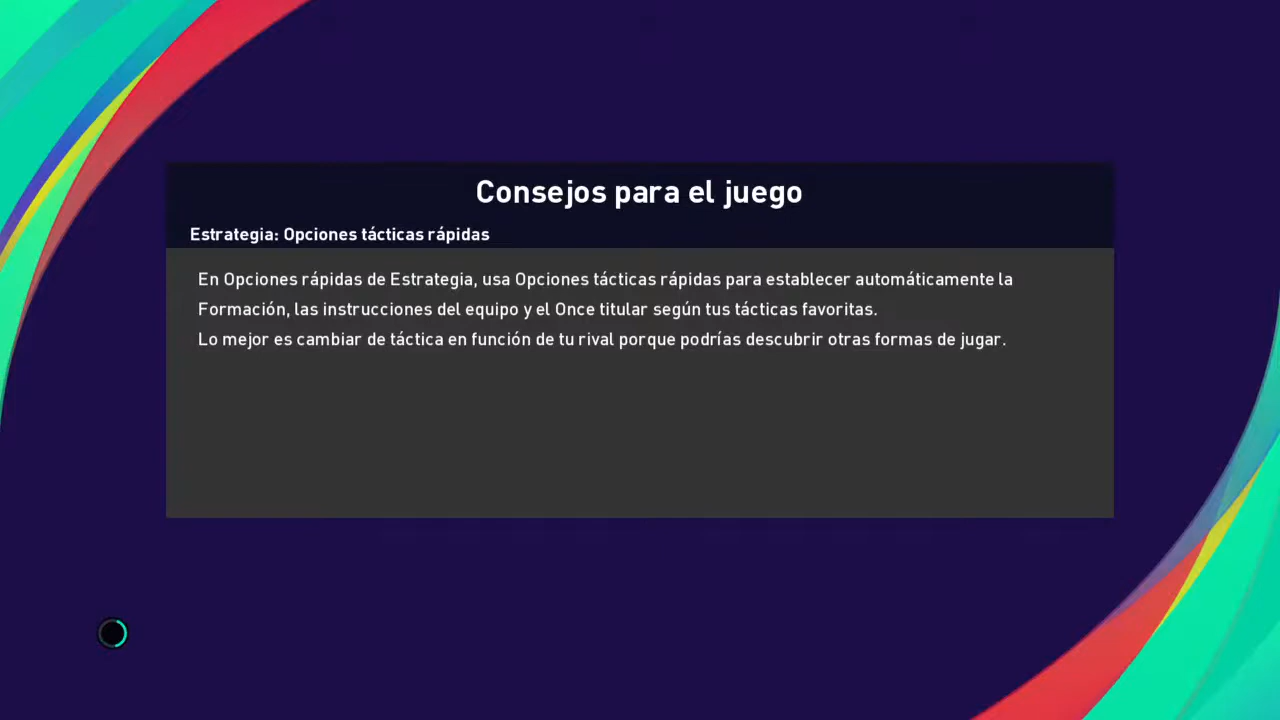 Consejos para el juego
Estrategia: Opciones tácticas rápidas
En Opciones rápidas de Estrategia, usa Opciones tácticas rápidas para establecer automáticamente la
Formación, las instrucciones del equipo y el Once titular según tus tácticas favoritas.
Lo mejor es cambiar de táctica en función de tu rival porque podrías descubrir otras formas de jugar.